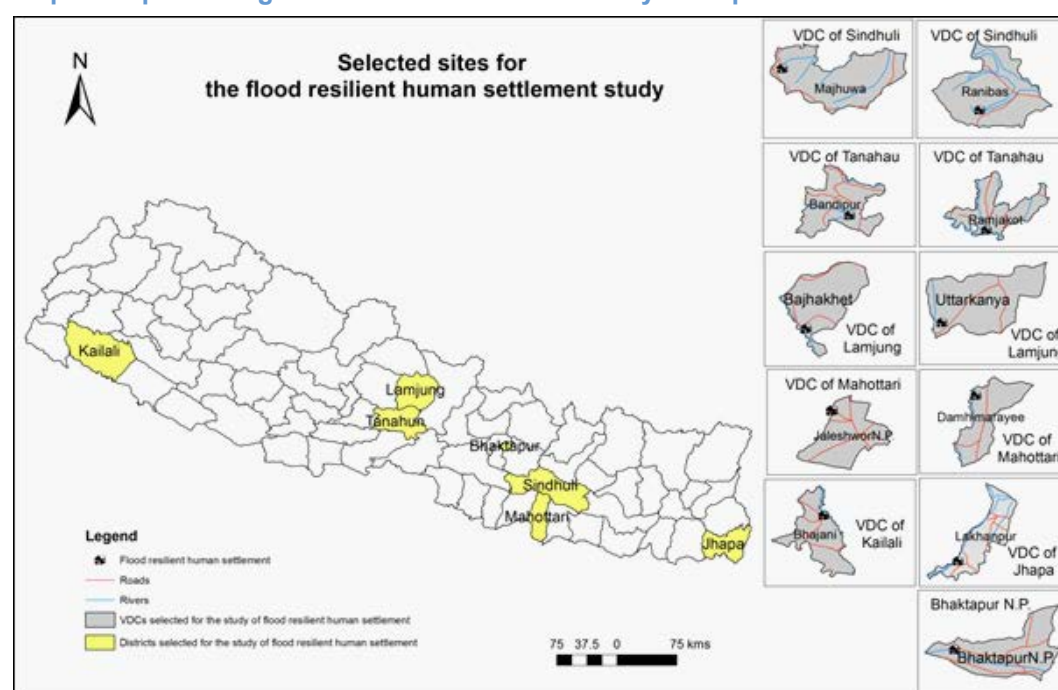 N
Selected sites for
the flood resilient human settlement study
Kailali
Lamjung
Tanahun
Bhaktapur
Sindhuli
Mahottari
Jhapa
Legend
Flood resilient human settlement
Roads
Rivers
VDCs selected for the study of flood resilient human settlement
Districts selected for the study of flood resilient human settlement
75 37.5 0 75 kms
VDC of Sindhuli
Majhuwa
VDC of Sindhuli
Ranibas
VDC of Tanahau
Bandipur
VDC of Tanahau
Ramjakot
Bajhakhet
VDC of
Lamjung
Uttarkanya
VDC of
Lamjung
VDC of Mahottari
JaleshworN.P.
Damhimarayee
VDC of
Mahottari
Bhajani
VDC of
Kailali
Lakhanpur
VDC of
Jhapa
Bhaktapur N.P.
BhaktapurN.P.